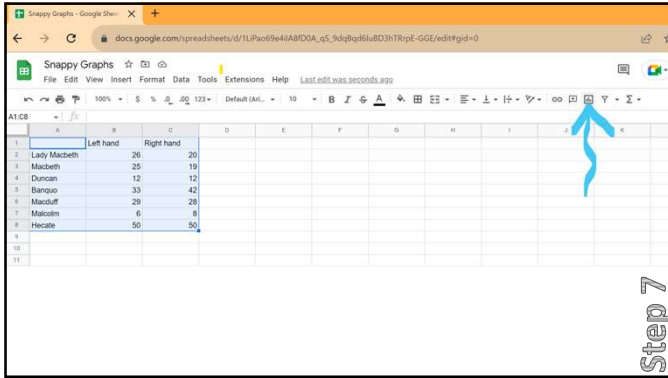 Snappy Graphs - Google Shee
docs.google.com/spreadsheets/d/1LiPao69e4iIA8fD0A_qS_9dqBqd6IuBD3hTRrpE-GGE/edit#gid=0
Snappy Graphs
File Edit View Insert Format Data Tools Extensions Help Last edit was seconds ago
100% $ % .0 .00 123 Default (Ari... 10 B I S A
A1:C8 fx
A B C D E F G H I J K
1 Left hand Right hand
2 Lady Macbeth 26 20
3 Macbeth 25 19
4 Duncan 12 12
5 Banquo 33 42
6 Macduff 29 28
7 Malcolm 6 8
8 Hecate 50 50
9
10
11
Step 7